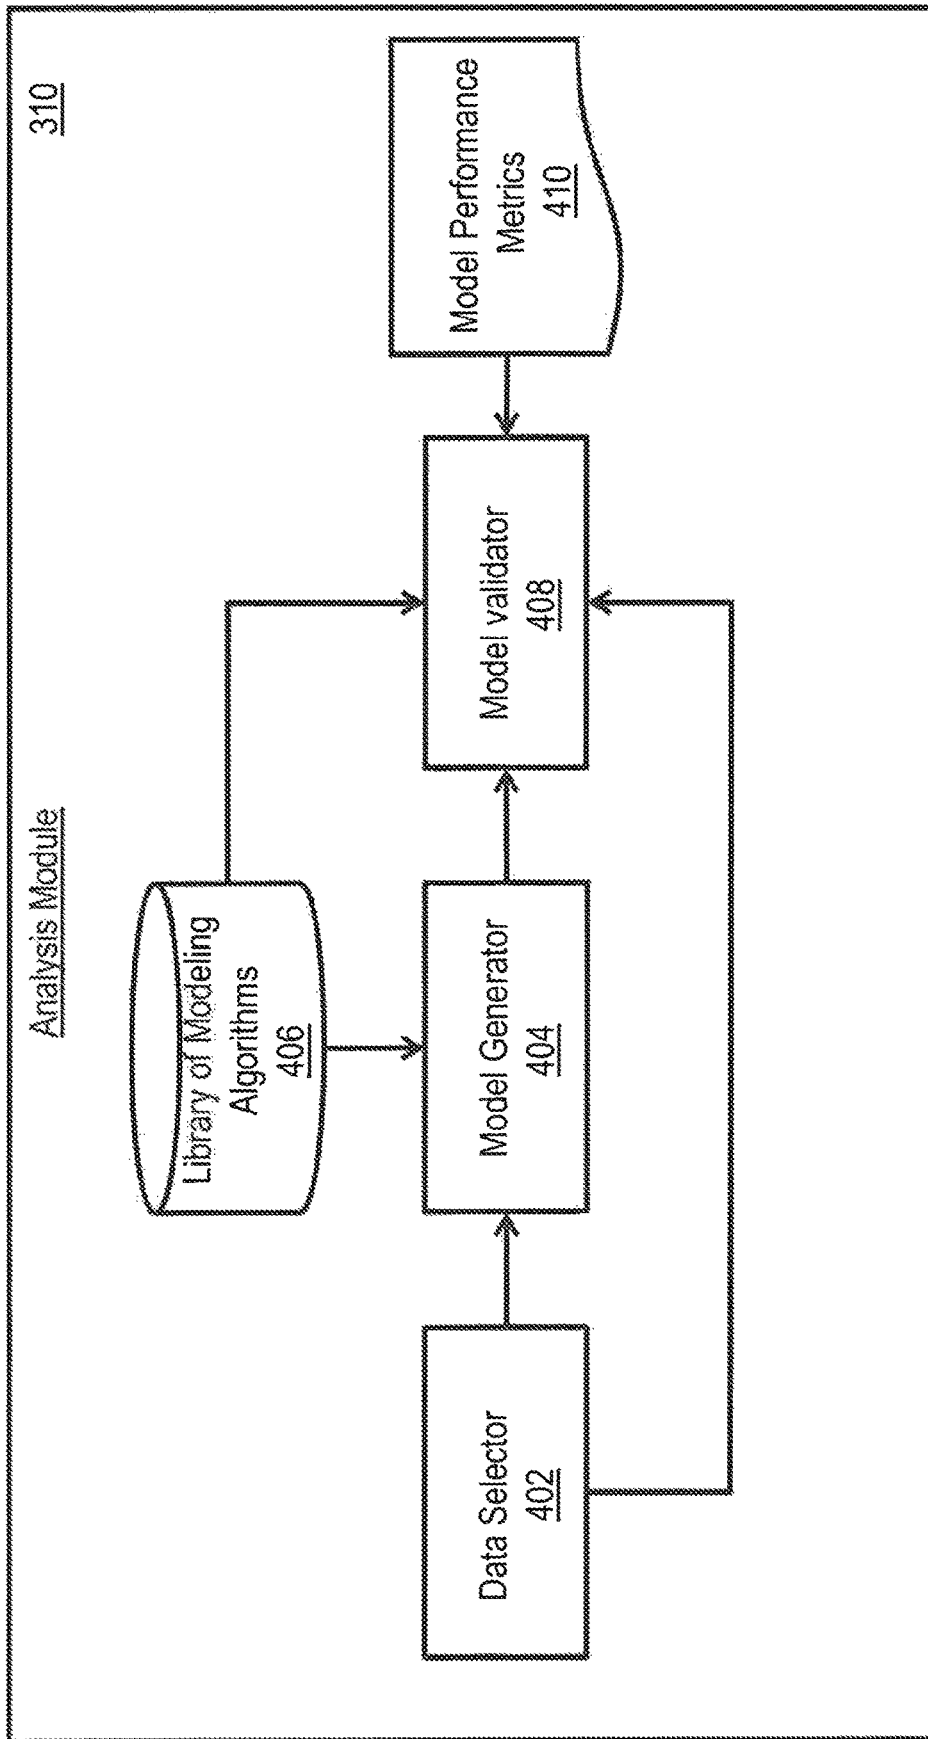 Analysis Module
310
Library of Modeling
Algorithms
406
Data Selector
402
Model Generator
404
Model validator
408
Model Performance
Metrics
410